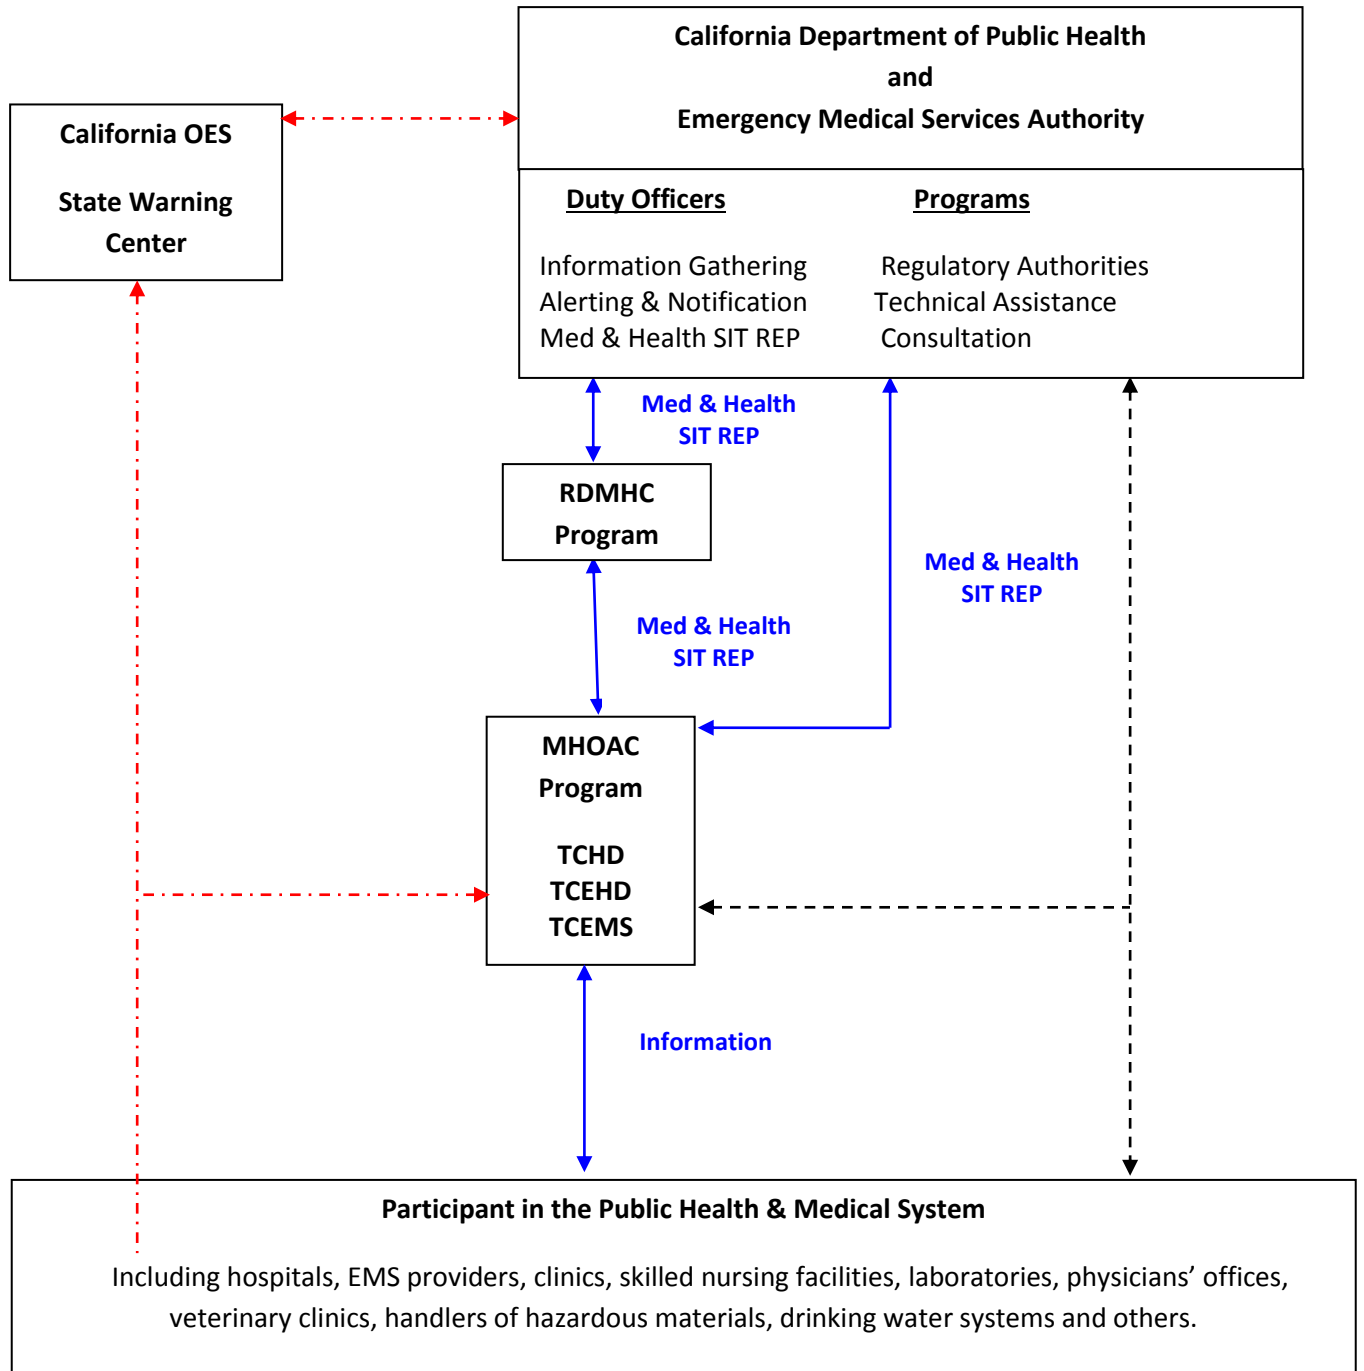 California Department of Public Health
and
Emergency Medical Services Authority
California OES
State Warning
Center
Duty Officers Programs
Information Gathering Regulatory Authorities
Alerting & Notification Technical Assistance
Med & Health SIT REP Consultation
Med & Health
SIT REP
RDMHC
Program
Med & Health
SIT REP
Med & Health
SIT REP
MHOAC
Program
TCHD
TCEHD
TCEMS
Information
Participant in the Public Health & Medical System
Including hospitals, EMS providers, clinics, skilled nursing facilities, laboratories, physicians’ offices,
veterinary clinics, handlers of hazardous materials, drinking water systems and others.